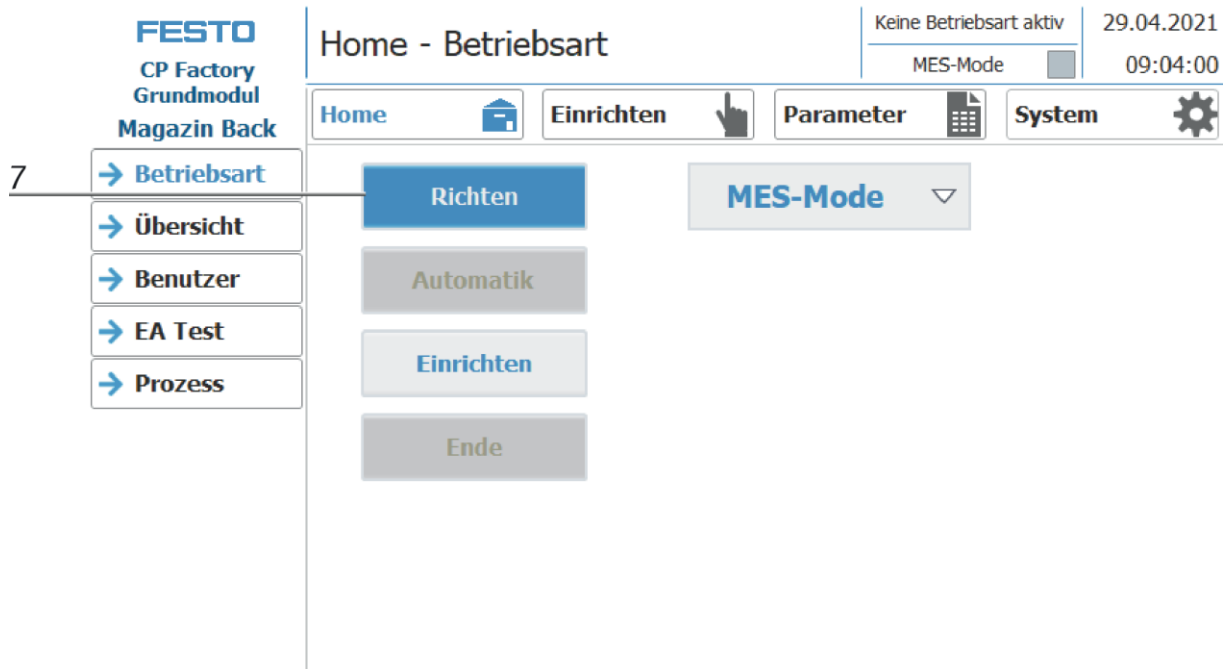 FESTO
CP Factory
Grundmodul
Magazin Back
Home - Betriebsart
Keine Betriebsart aktiv
MES-Mode
29.04.2021
09:04:00
Home
Einrichten
Parameter
System
7
Betriebsart
Übersicht
Benutzer
EA Test
Prozess
Richten
MES-Mode
Automatik
Einrichten
Ende